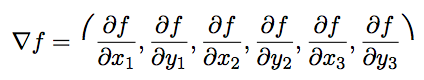 ∇f = (∂f/∂x₁, ∂f/∂y₁, ∂f/∂x₂, ∂f/∂y₂, ∂f/∂x₃, ∂f/∂y₃)